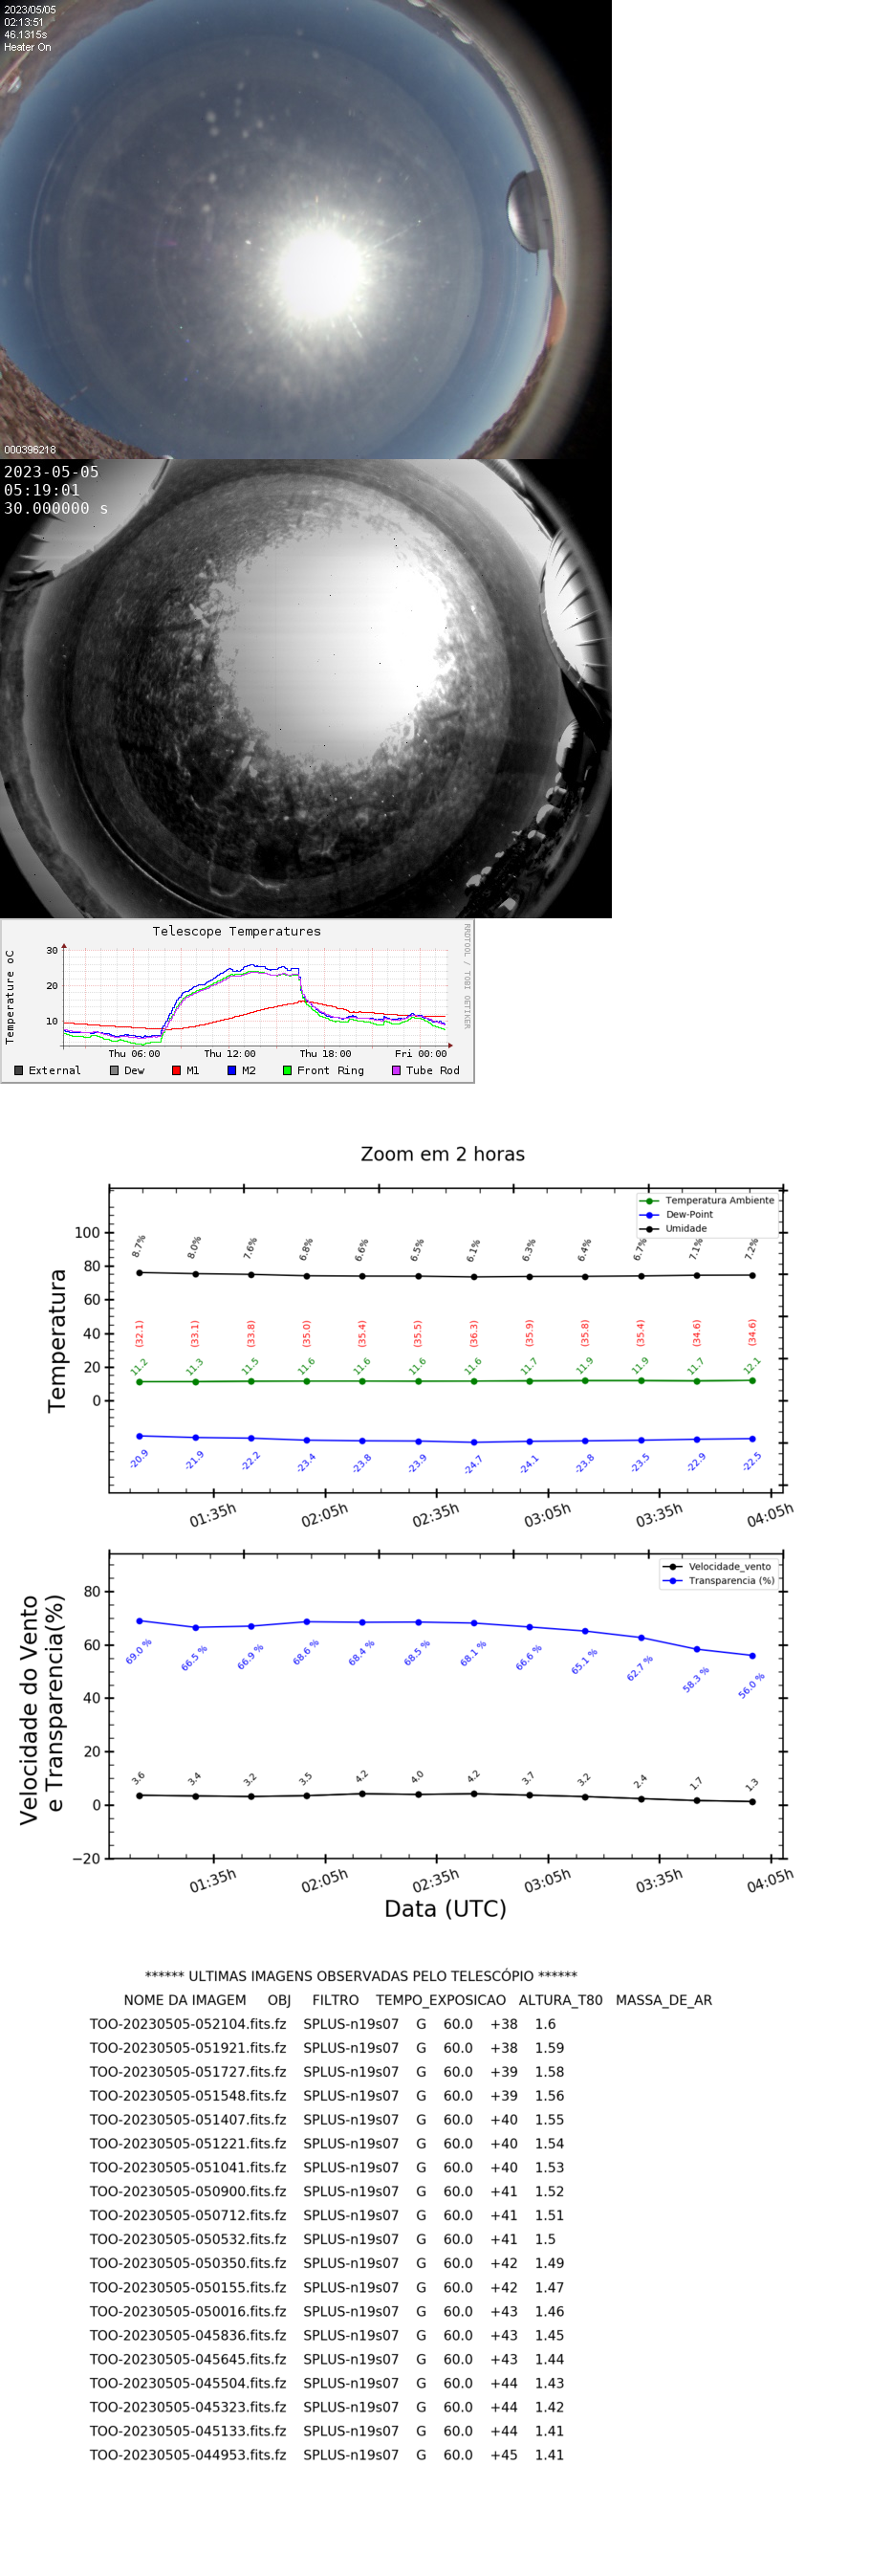 2023/05/05
02:13:51
46.1315s
Heater On
000396218
2023-05-05
05:19:01
30.000000 s
Telescope Temperatures
Temperature oC
RRDTOOL / TOBI OETIKER
30
20
10
Thu 06:00 Thu 12:00 Thu 18:00 Fri 00:00
External Dew M1 M2 Front Ring Tube Rod
Zoom em 2 horas
Temperatura
Temperatura Ambiente
Dew-Point
Umidade
100
80
60
40
20
0
8.7% 8.0% 7.6% 6.8% 6.6% 6.5% 6.1% 6.3% 6.4% 6.7% 7.1% 7.2%
(32.1) (33.1) (33.8) (35.0) (35.4) (35.5) (36.3) (35.9) (35.8) (35.4) (34.6) (34.6)
11.2 11.3 11.5 11.6 11.6 11.6 11.6 11.7 11.9 11.9 11.7 12.1
-20.9 -21.9 -22.2 -23.4 -23.8 -23.9 -24.7 -24.1 -23.8 -23.5 -22.9 -22.5
01:35h 02:05h 02:35h 03:05h 03:35h 04:05h
Velocidade do Vento
e Transparencia(%)
Velocidade_vento
Transparencia (%)
80
60
40
20
0
−20
69.0 % 66.5 % 66.9 % 68.6 % 68.4 % 68.5 % 68.1 % 66.6 % 65.1 % 62.7 % 58.3 % 56.0 %
3.6 3.4 3.2 3.5 4.2 4.0 4.2 3.7 3.2 2.4 1.7 1.3
01:35h 02:05h 02:35h 03:05h 03:35h 04:05h
Data (UTC)
****** ULTIMAS IMAGENS OBSERVADAS PELO TELESCÓPIO ******
NOME DA IMAGEM OBJ FILTRO TEMPO_EXPOSICAO ALTURA_T80 MASSA_DE_AR
TOO-20230505-052104.fits.fz SPLUS-n19s07 G 60.0 +38 1.6
TOO-20230505-051921.fits.fz SPLUS-n19s07 G 60.0 +38 1.59
TOO-20230505-051727.fits.fz SPLUS-n19s07 G 60.0 +39 1.58
TOO-20230505-051548.fits.fz SPLUS-n19s07 G 60.0 +39 1.56
TOO-20230505-051407.fits.fz SPLUS-n19s07 G 60.0 +40 1.55
TOO-20230505-051221.fits.fz SPLUS-n19s07 G 60.0 +40 1.54
TOO-20230505-051041.fits.fz SPLUS-n19s07 G 60.0 +40 1.53
TOO-20230505-050900.fits.fz SPLUS-n19s07 G 60.0 +41 1.52
TOO-20230505-050712.fits.fz SPLUS-n19s07 G 60.0 +41 1.51
TOO-20230505-050532.fits.fz SPLUS-n19s07 G 60.0 +41 1.5
TOO-20230505-050350.fits.fz SPLUS-n19s07 G 60.0 +42 1.49
TOO-20230505-050155.fits.fz SPLUS-n19s07 G 60.0 +42 1.47
TOO-20230505-050016.fits.fz SPLUS-n19s07 G 60.0 +43 1.46
TOO-20230505-045836.fits.fz SPLUS-n19s07 G 60.0 +43 1.45
TOO-20230505-045645.fits.fz SPLUS-n19s07 G 60.0 +43 1.44
TOO-20230505-045504.fits.fz SPLUS-n19s07 G 60.0 +44 1.43
TOO-20230505-045323.fits.fz SPLUS-n19s07 G 60.0 +44 1.42
TOO-20230505-045133.fits.fz SPLUS-n19s07 G 60.0 +44 1.41
TOO-20230505-044953.fits.fz SPLUS-n19s07 G 60.0 +45 1.41